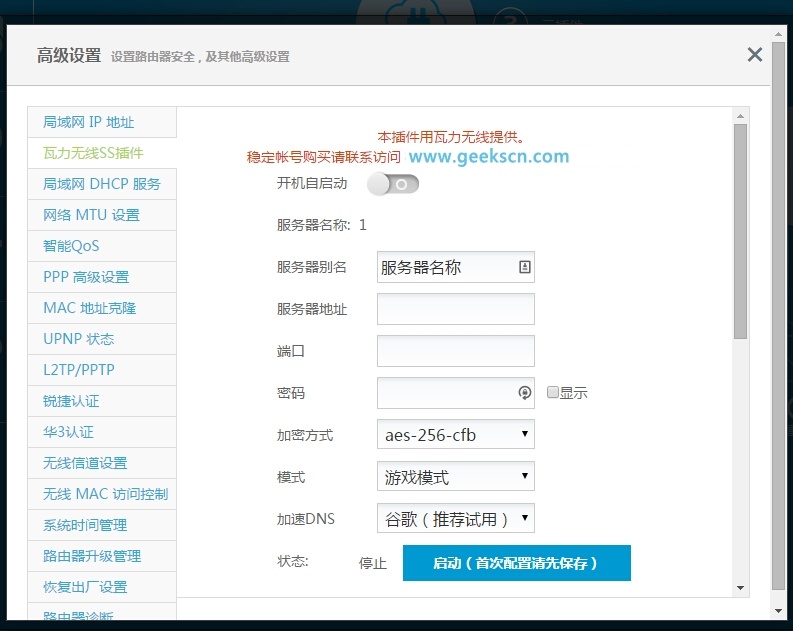 高级设置 设置路由器安全，及其他高级设置
局域网 IP 地址
瓦力无线SS插件
局域网 DHCP 服务
网络 MTU 设置
智能QoS
PPP 高级设置
MAC 地址克隆
UPNP 状态
L2TP/PPTP
锐捷认证
华3认证
无线信道设置
无线 MAC 访问控制
系统时间管理
路由器升级管理
恢复出厂设置
路由器诊断
本插件用瓦力无线提供。
稳定帐号购买请联系访问 www.geekscn.com
开机自启动
服务器名称: 1
服务器别名 服务器名称
服务器地址
端口
密码 显示
加密方式 aes-256-cfb
模式 游戏模式
加速DNS 谷歌（推荐试用）
状态: 停止 启动（首次配置请先保存）